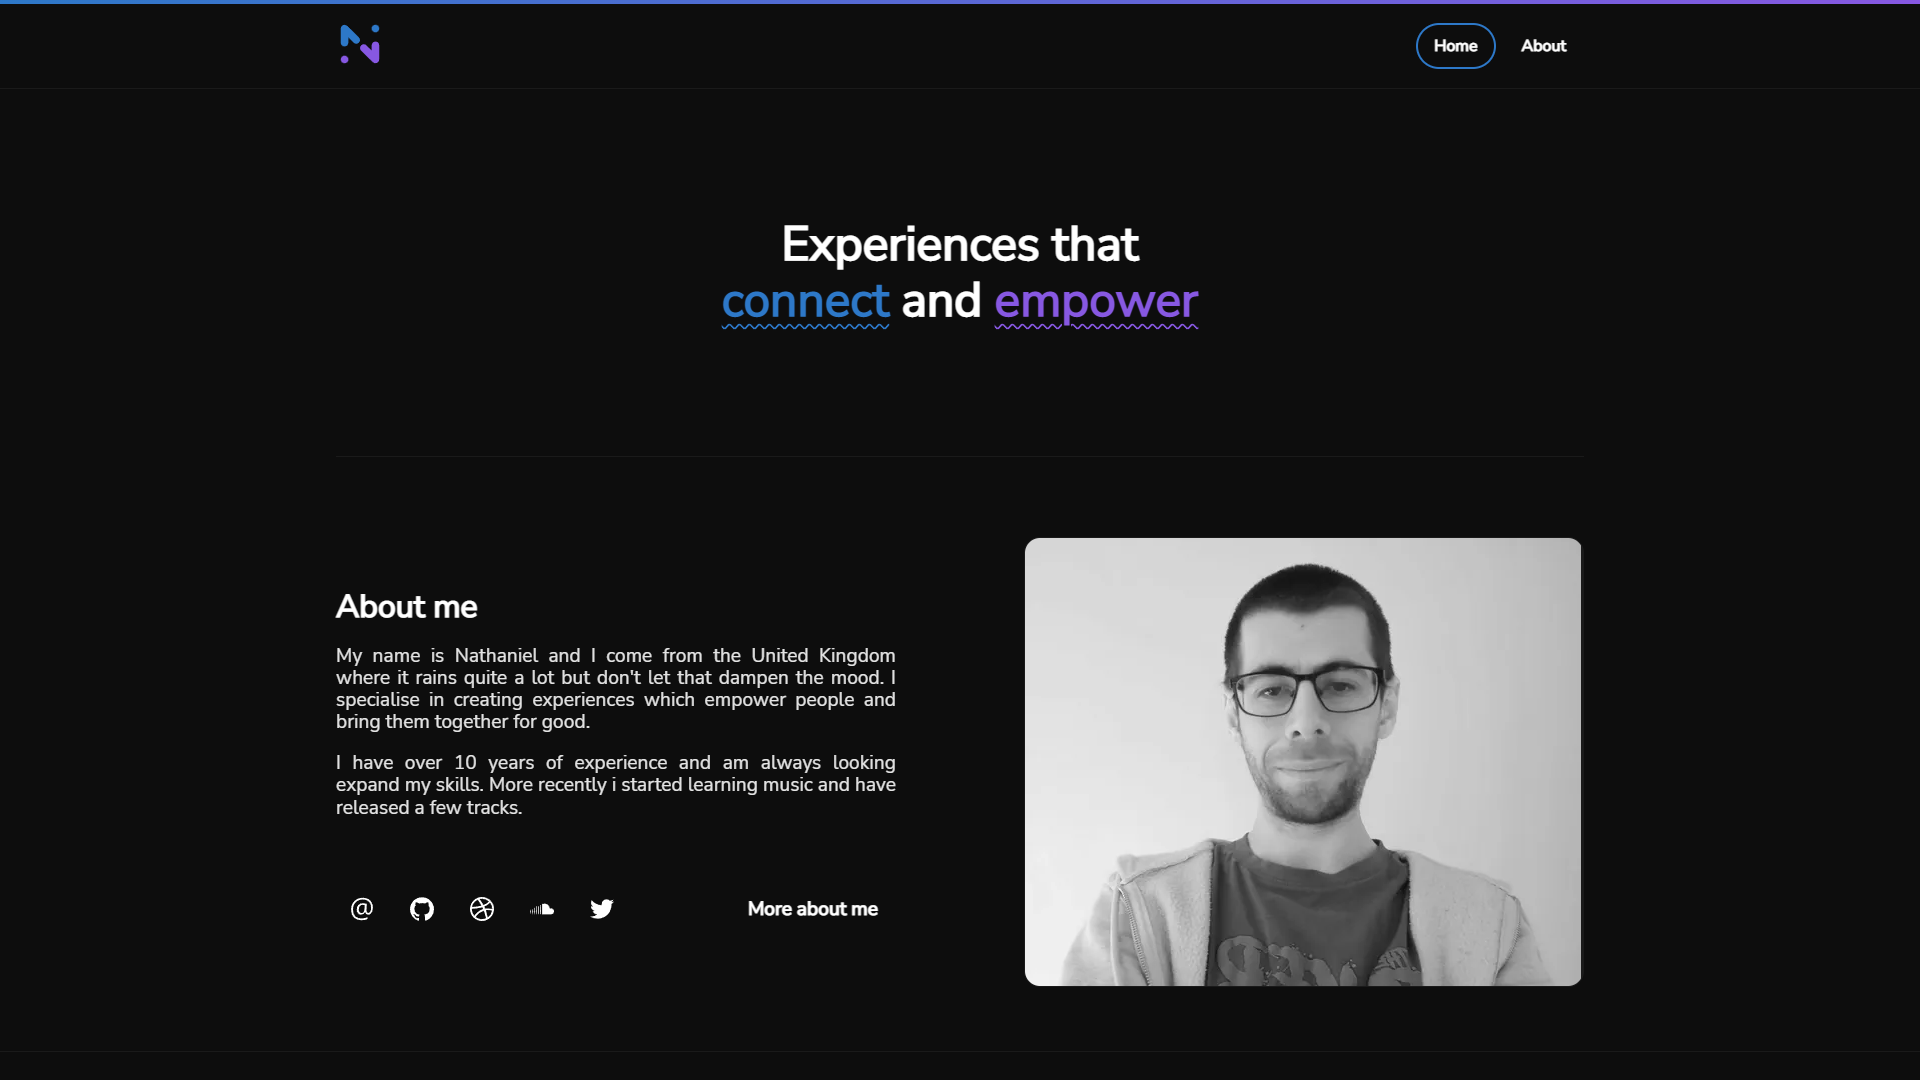 Home
About
Experiences that
connect and empower
About me
My name is Nathaniel and I come from the United Kingdom
where it rains quite a lot but don't let that dampen the mood. I
specialise in creating experiences which empower people and
bring them together for good.
I have over 10 years of experience and am always looking
expand my skills. More recently i started learning music and have
released a few tracks.
More about me